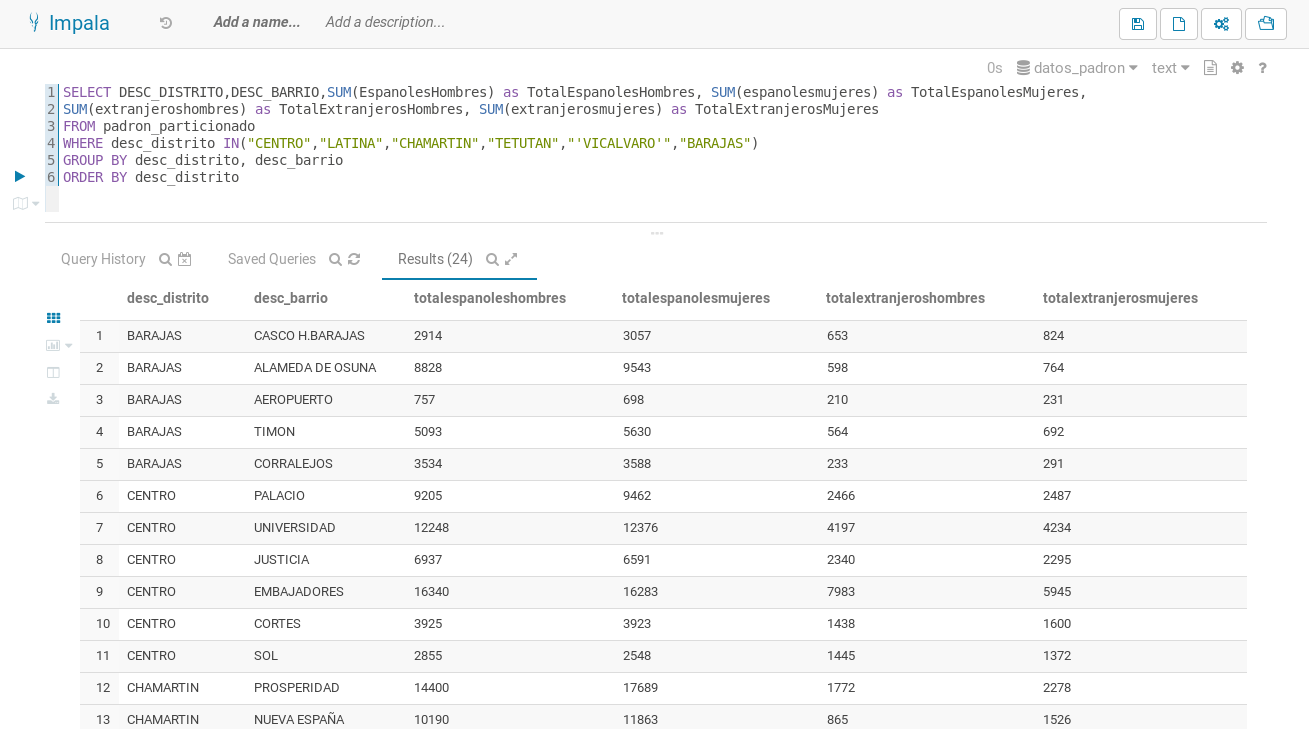 Impala Add a name... Add a description...
0s datos_padron text ?
1 SELECT DESC_DISTRITO,DESC_BARRIO,SUM(EspanolesHombres) as TotalEspanolesHombres, SUM(espanolesmujeres) as TotalEspanolesMujeres,
2 SUM(extranjeroshombres) as TotalExtranjerosHombres, SUM(extranjerosmujeres) as TotalExtranjerosMujeres
3 FROM padron_particionado
4 WHERE desc_distrito IN("CENTRO","LATINA","CHAMARTIN","TETUTAN","'VICALVARO'","BARAJAS")
5 GROUP BY desc_distrito, desc_barrio
6 ORDER BY desc_distrito
Query History Saved Queries Results (24)
desc_distrito desc_barrio totalespanoleshombres totalespanolesmujeres totalextranjeroshombres totalextranjerosmujeres
1 BARAJAS CASCO H.BARAJAS 2914 3057 653 824
2 BARAJAS ALAMEDA DE OSUNA 8828 9543 598 764
3 BARAJAS AEROPUERTO 757 698 210 231
4 BARAJAS TIMON 5093 5630 564 692
5 BARAJAS CORRALEJOS 3534 3588 233 291
6 CENTRO PALACIO 9205 9462 2466 2487
7 CENTRO UNIVERSIDAD 12248 12376 4197 4234
8 CENTRO JUSTICIA 6937 6591 2340 2295
9 CENTRO EMBAJADORES 16340 16283 7983 5945
10 CENTRO CORTES 3925 3923 1438 1600
11 CENTRO SOL 2855 2548 1445 1372
12 CHAMARTIN PROSPERIDAD 14400 17689 1772 2278
13 CHAMARTIN NUEVA ESPAÑA 10190 11863 865 1526